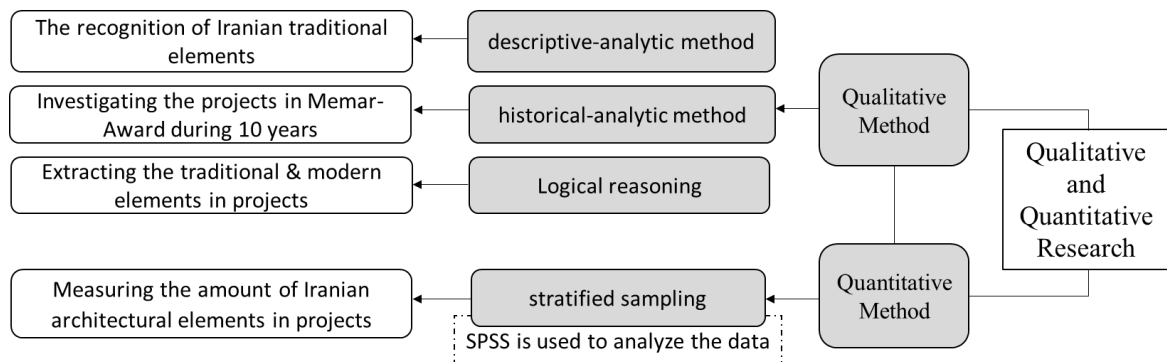 The recognition of Iranian traditional
elements
descriptive-analytic method
Investigating the projects in Memar-
Award during 10 years
historical-analytic method
Qualitative
Method
Extracting the traditional & modern
elements in projects
Logical reasoning
Qualitative
and
Quantitative
Research
Measuring the amount of Iranian
architectural elements in projects
stratified sampling
Quantitative
Method
SPSS is used to analyze the data